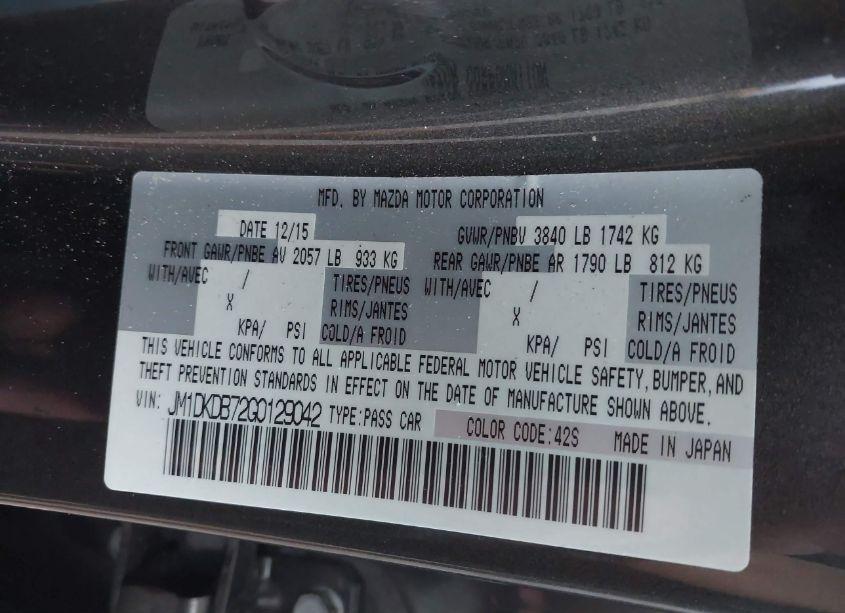 MFD. BY MAZDA MOTOR CORPORATION
DATE 12/15 GVWR/PNBV 3840 LB 1742 KG
FRONT GAWR/PNBE AV 2057 LB 933 KG REAR GAWR/PNBE AR 1790 LB 812 KG
WITH/AVEC / TIRES/PNEUS WITH/AVEC / TIRES/PNEUS
X RIMS/JANTES X RIMS/JANTES
KPA/ PSI COLD/A FROID KPA/ PSI COLD/A FROID
THIS VEHICLE CONFORMS TO ALL APPLICABLE FEDERAL MOTOR VEHICLE SAFETY, BUMPER, AND
THEFT PREVENTION STANDARDS IN EFFECT ON THE DATE OF MANUFACTURE SHOWN ABOVE.
VIN: JM1DKDB72G0129042 TYPE:PASS CAR COLOR CODE:42S MADE IN JAPAN